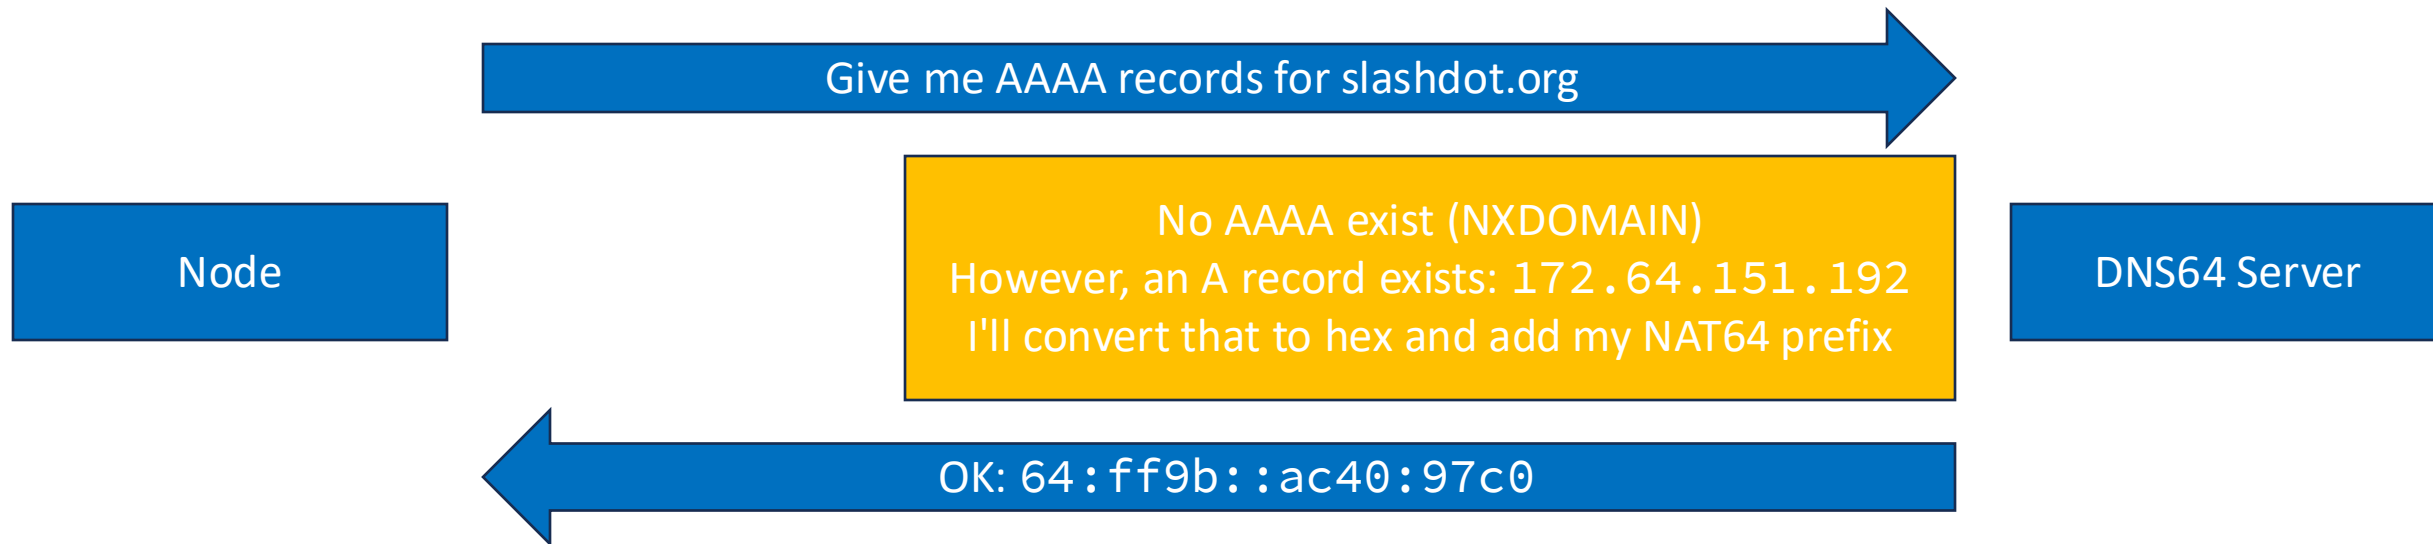 Give me AAAA records for slashdot.org
Node
No AAAA exist (NXDOMAIN)
However, an A record exists: 172.64.151.192
I'll convert that to hex and add my NAT64 prefix
DNS64 Server
OK: 64:ff9b::ac40:97c0